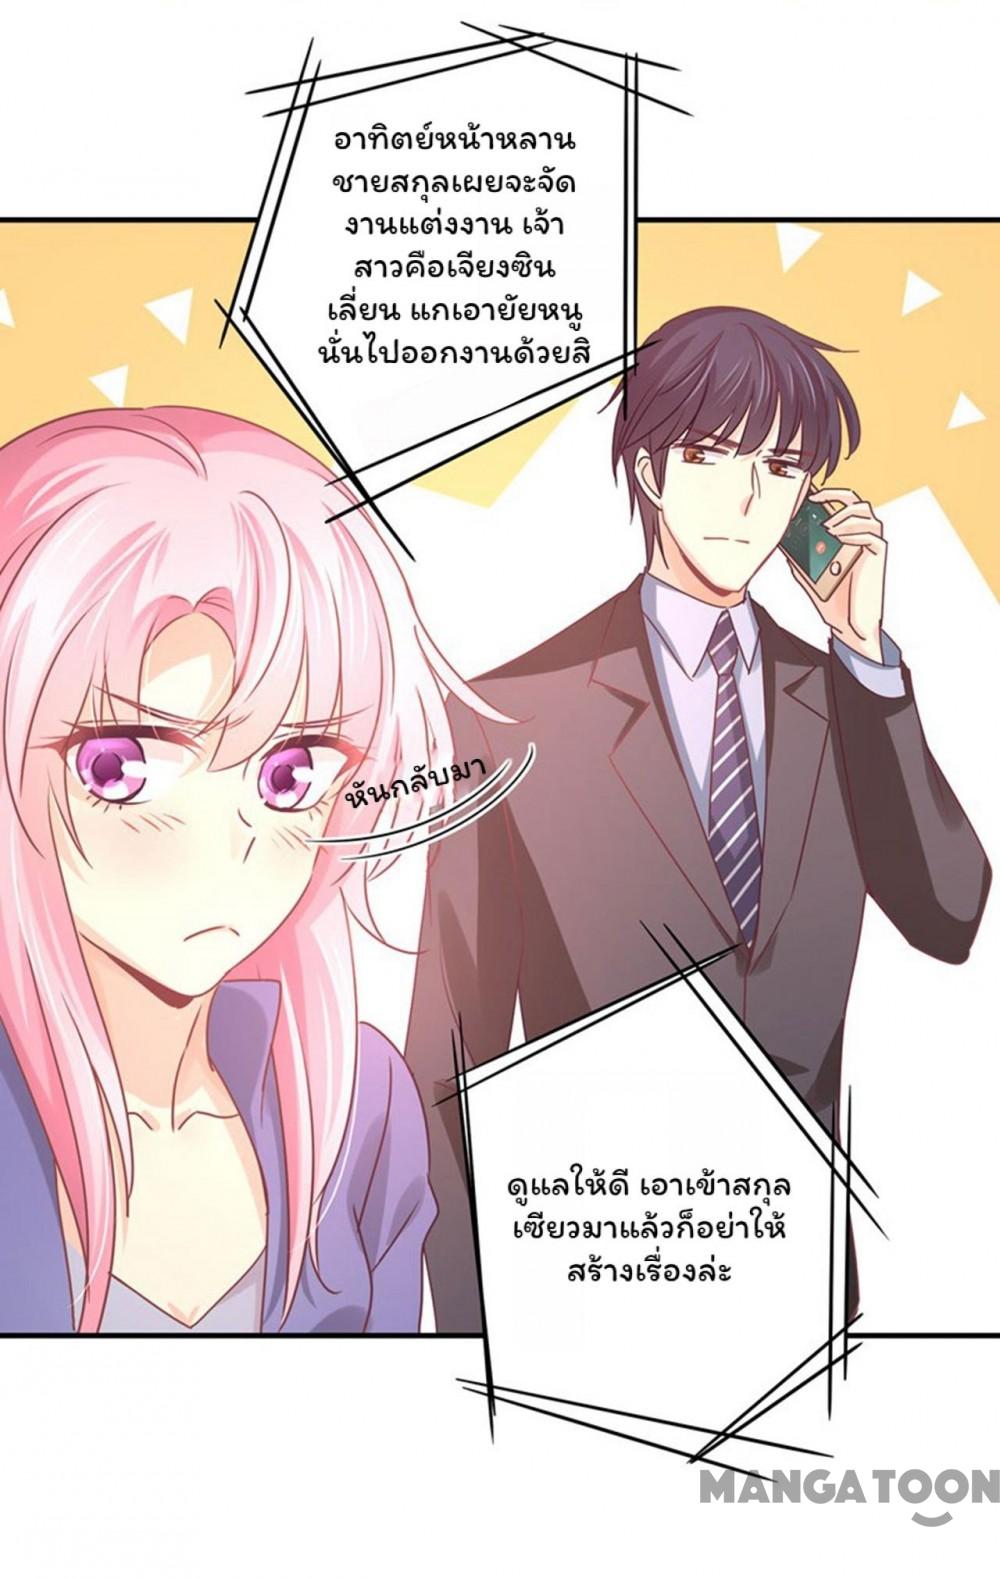 อาทิตย์หน้าหลาน
ชายสกุลเผยจะจัด
งานแต่งงาน เจ้า
สาวคือเจียงซิน
เลี่ยน แกเอายัยหนู
นั่นไปออกงานด้วยสิ
หันกลับมา
ดูแลให้ดี เอาเข้าสกุล
เซียวมาแล้วก็อย่าให้
สร้างเรื่องล่ะ
MANGATOON